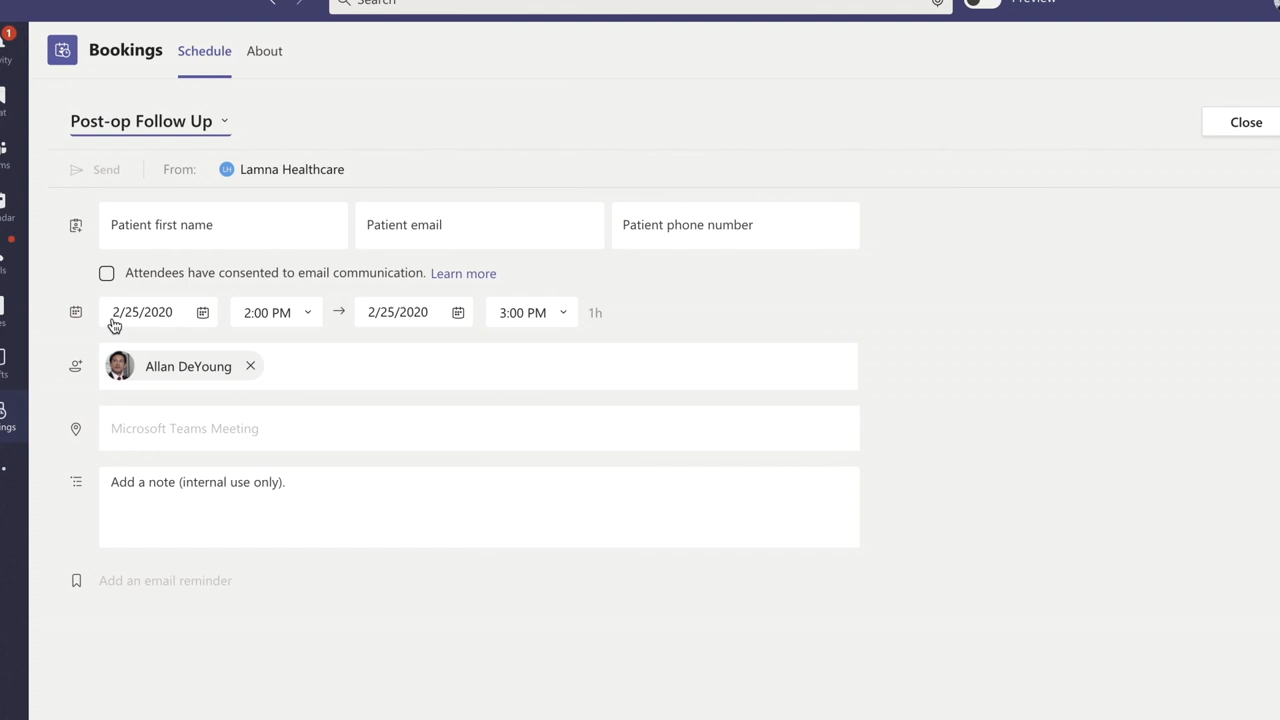 Search
Preview
1
Bookings Schedule About
Post-op Follow Up
Close
Send From: LH Lamna Healthcare
Patient first name Patient email Patient phone number
Attendees have consented to email communication. Learn more
2/25/2020 2:00 PM → 2/25/2020 3:00 PM 1h
Allan DeYoung
Microsoft Teams Meeting
Add a note (internal use only).
Add an email reminder